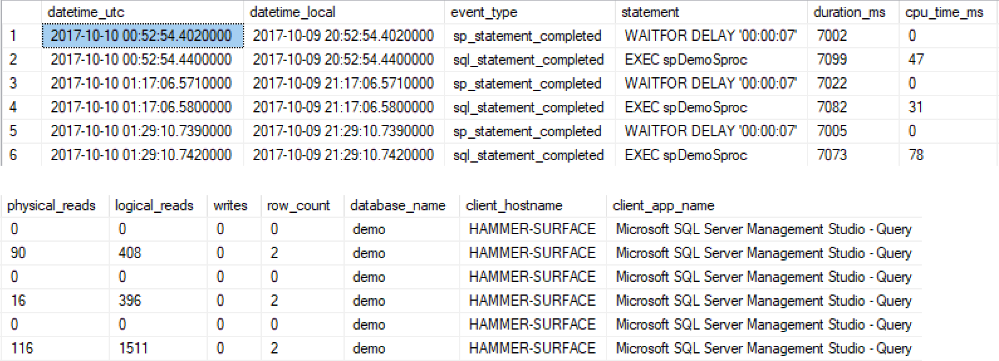 datetime_utc datetime_local event_type statement duration_ms cpu_time_ms
1 2017-10-10 00:52:54.4020000 2017-10-09 20:52:54.4020000 sp_statement_completed WAITFOR DELAY '00:00:07' 7002 0
2 2017-10-10 00:52:54.4400000 2017-10-09 20:52:54.4400000 sql_statement_completed EXEC spDemoSproc 7099 47
3 2017-10-10 01:17:06.5710000 2017-10-09 21:17:06.5710000 sp_statement_completed WAITFOR DELAY '00:00:07' 7022 0
4 2017-10-10 01:17:06.5800000 2017-10-09 21:17:06.5800000 sql_statement_completed EXEC spDemoSproc 7082 31
5 2017-10-10 01:29:10.7390000 2017-10-09 21:29:10.7390000 sp_statement_completed WAITFOR DELAY '00:00:07' 7005 0
6 2017-10-10 01:29:10.7420000 2017-10-09 21:29:10.7420000 sql_statement_completed EXEC spDemoSproc 7073 78
physical_reads logical_reads writes row_count database_name client_hostname client_app_name
0 0 0 0 demo HAMMER-SURFACE Microsoft SQL Server Management Studio - Query
90 408 0 2 demo HAMMER-SURFACE Microsoft SQL Server Management Studio - Query
0 0 0 0 demo HAMMER-SURFACE Microsoft SQL Server Management Studio - Query
16 396 0 2 demo HAMMER-SURFACE Microsoft SQL Server Management Studio - Query
0 0 0 0 demo HAMMER-SURFACE Microsoft SQL Server Management Studio - Query
116 1511 0 2 demo HAMMER-SURFACE Microsoft SQL Server Management Studio - Query